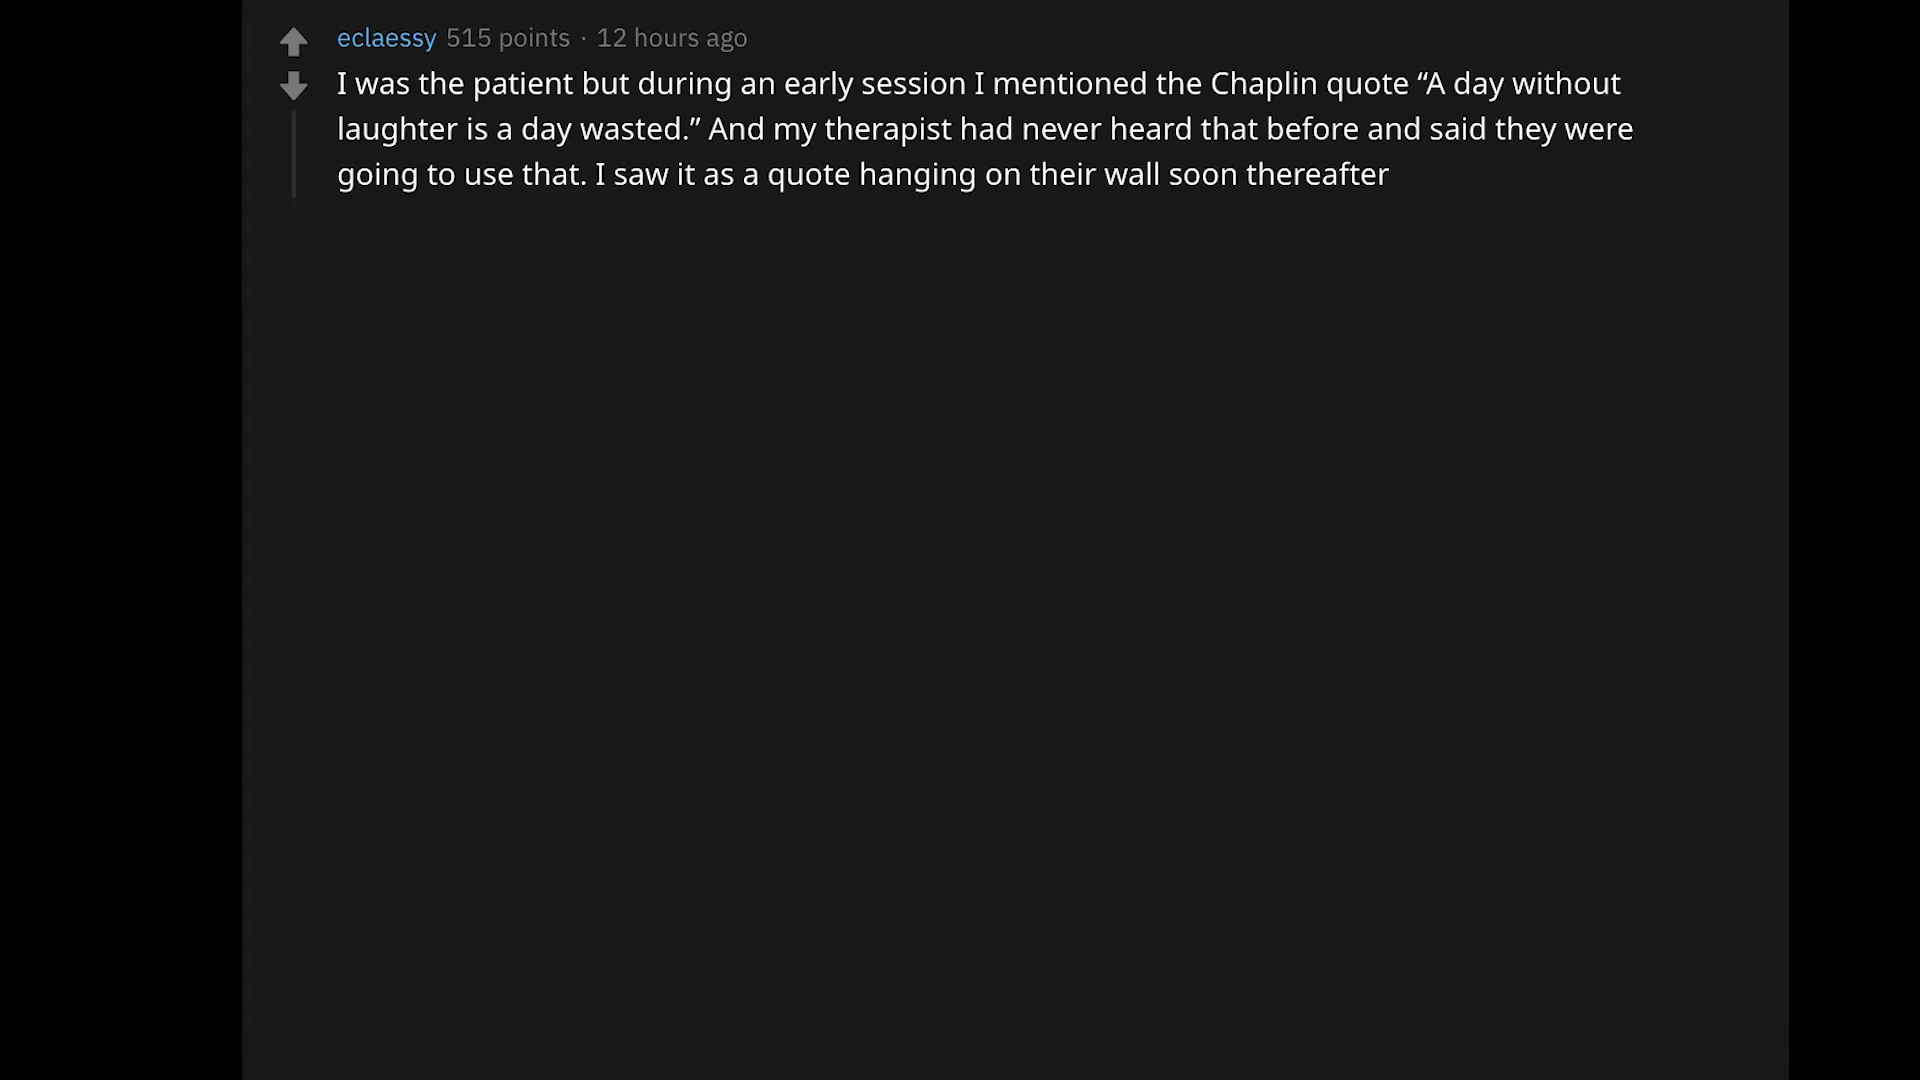 eclaessy 515 points · 12 hours ago
I was the patient but during an early session I mentioned the Chaplin quote “A day without
laughter is a day wasted.” And my therapist had never heard that before and said they were
going to use that. I saw it as a quote hanging on their wall soon thereafter